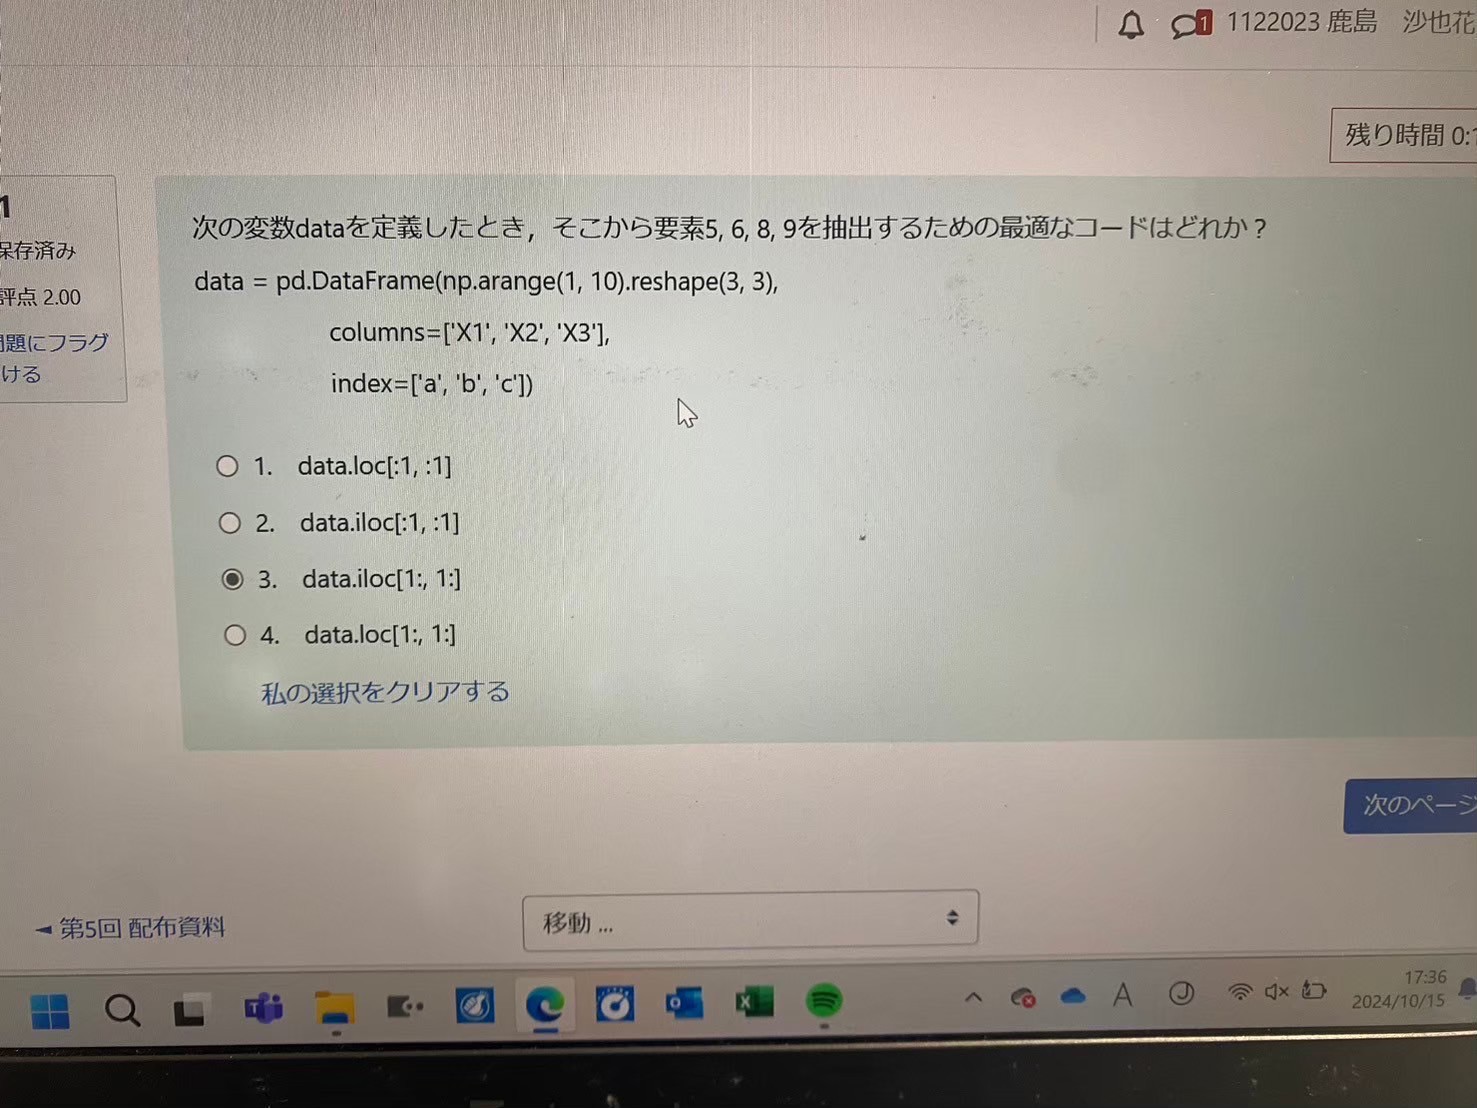 1
1122023 鹿島 沙也花
残り時間 0:
1
保存済み
評点 2.00
問題にフラグ
ける
次の変数dataを定義したとき，そこから要素5, 6, 8, 9を抽出するための最適なコードはどれか？
data = pd.DataFrame(np.arange(1, 10).reshape(3, 3),
columns=['X1', 'X2', 'X3'],
index=['a', 'b', 'c'])
1. data.loc[:1, :1]
2. data.iloc[:1, :1]
3. data.iloc[1:, 1:]
4. data.loc[1:, 1:]
私の選択をクリアする
次のページ
◄ 第5回 配布資料
移動 ...
A
17:36
2024/10/15